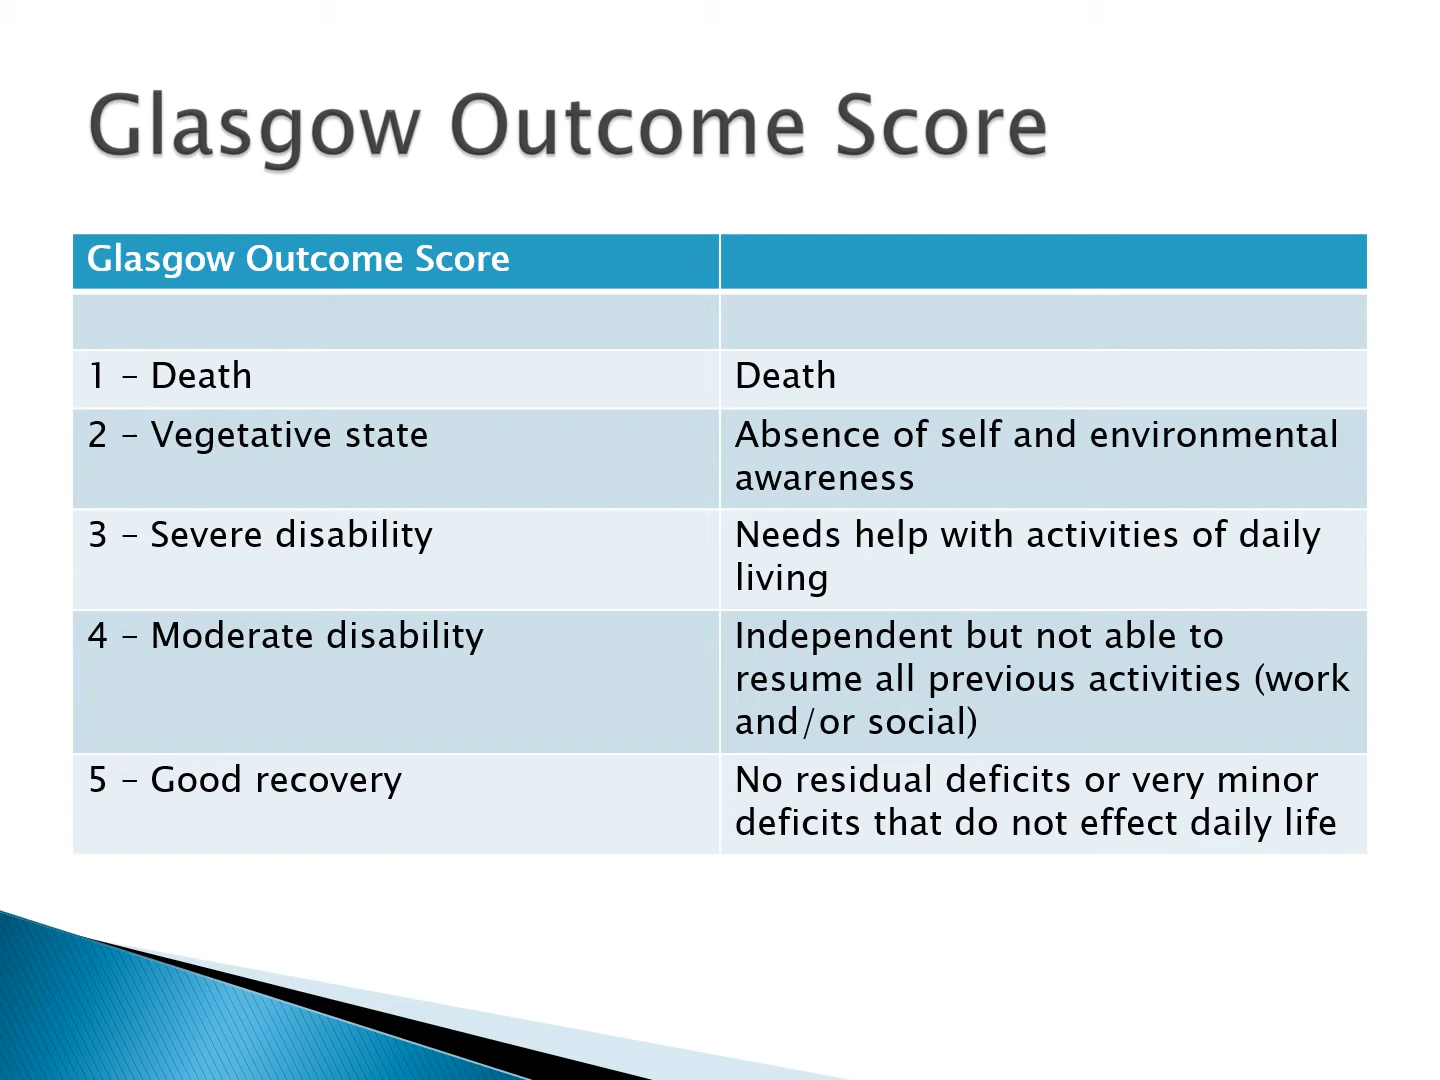 Glasgow Outcome Score
Glasgow Outcome Score
1 – Death
Death
2 – Vegetative state
Absence of self and environmental
awareness
3 – Severe disability
Needs help with activities of daily
living
4 – Moderate disability
Independent but not able to
resume all previous activities (work
and/or social)
5 – Good recovery
No residual deficits or very minor
deficits that do not effect daily life